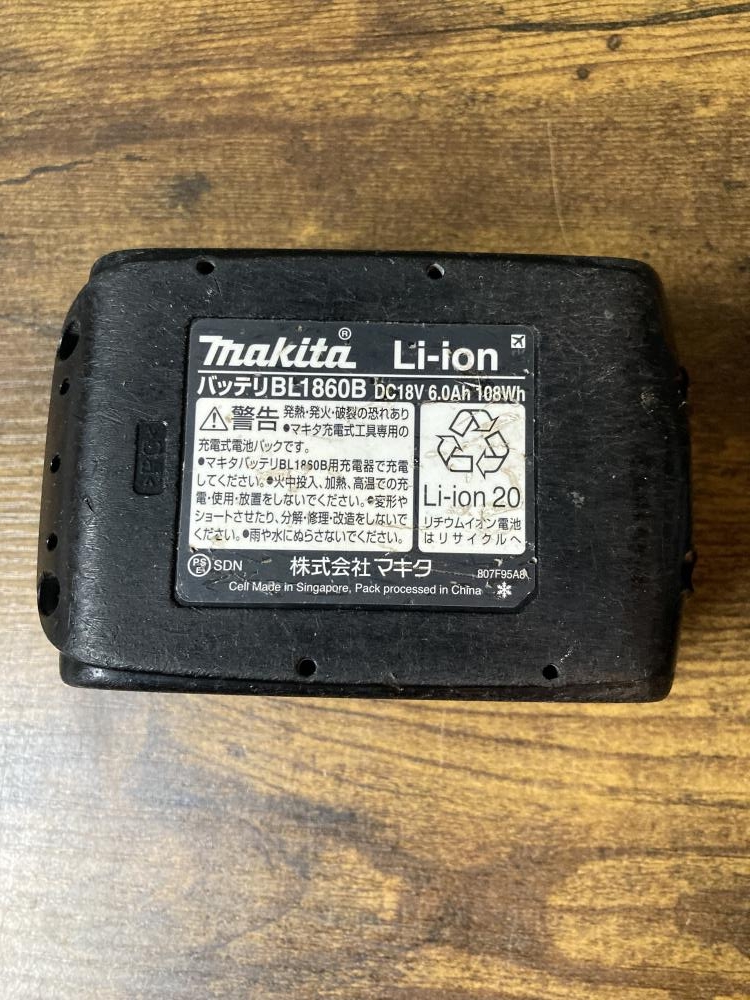 makita® Li-ion
バッテリBL1860B DC18V 6.0Ah 108Wh
警告 発熱・発火・破裂の恐れあり
●マキタ充電式工具専用の
充電式電池パックです。
●マキタバッテリBL1860B用充電器で充電
してください。●火中投入、加熱、高温での充
電・使用・放置をしないでください。●変形や
ショートさせたり、分解・修理・改造をしないで
ください。●雨や水にぬらさないでください。
Li-ion 20
リチウムイオン電池
はリサイクルへ
PSE SDN 株式会社マキタ 807F95A8
Cell Made in Singapore, Pack processed in China